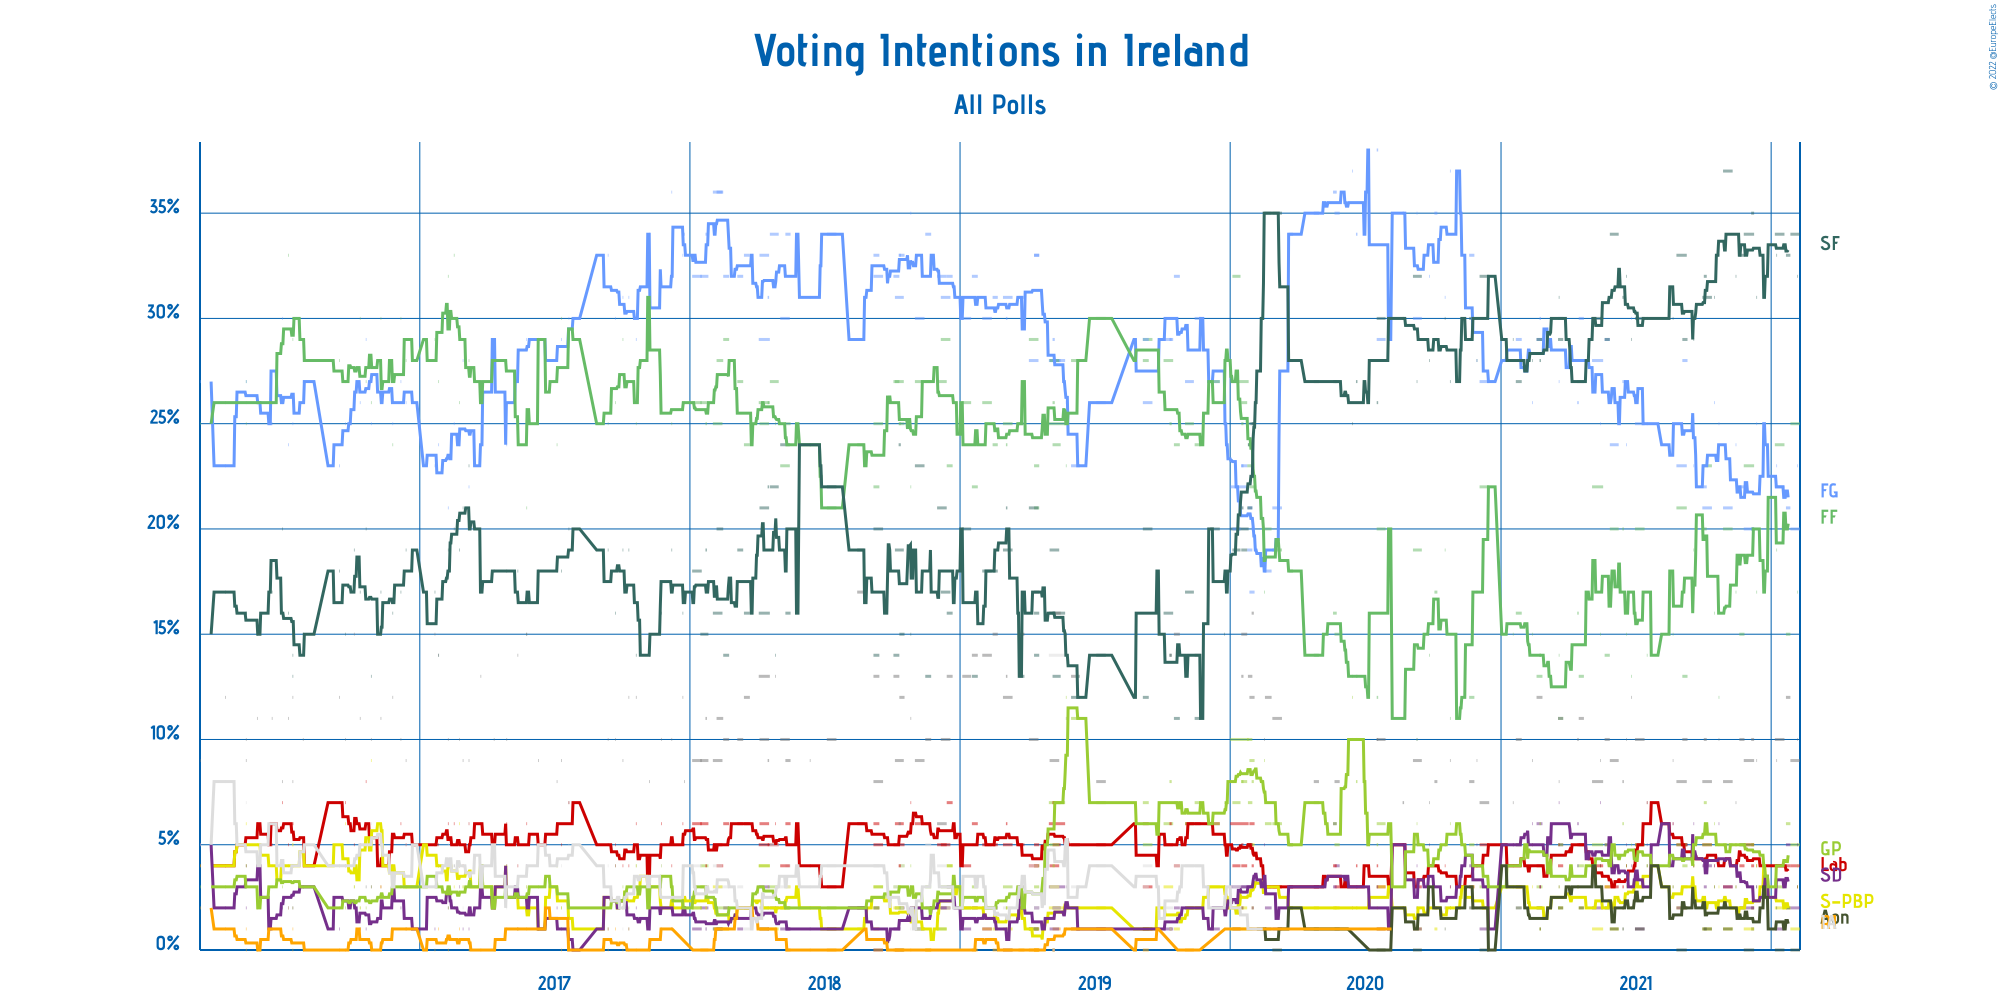 © 2022 @EuropeElects
Voting Intentions in Ireland
All Polls
35%
30%
25%
20%
15%
10%
5%
0%
SF
FG
FF
GP
Lab
SD
S-PBP
Aon
2017
2018
2019
2020
2021